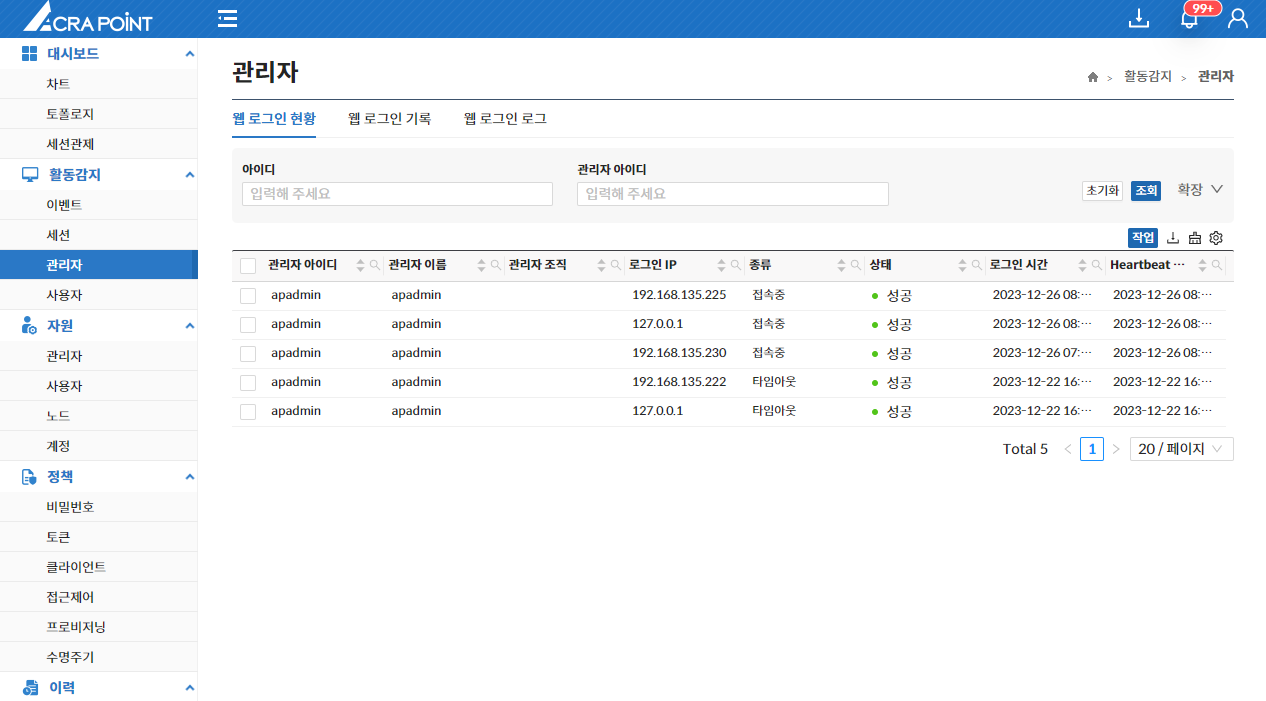 ACRA POINT
99+
대시보드
차트
토폴로지
세션관제
활동감지
이벤트
세션
관리자
사용자
자원
관리자
사용자
노드
계정
정책
비밀번호
토큰
클라이언트
접근제어
프로비저닝
수명주기
이력
관리자
> 활동감지 > 관리자
웹 로그인 현황 웹 로그인 기록 웹 로그인 로그
아이디 관리자 아이디
입력해 주세요 입력해 주세요 초기화 조회 확장
작업
관리자 아이디 관리자 이름 관리자 조직 로그인 IP 종류 상태 로그인 시간 Heartbeat ···
apadmin apadmin 192.168.135.225 접속중 성공 2023-12-26 08:··· 2023-12-26 08:···
apadmin apadmin 127.0.0.1 접속중 성공 2023-12-26 08:··· 2023-12-26 08:···
apadmin apadmin 192.168.135.230 접속중 성공 2023-12-26 07:··· 2023-12-26 08:···
apadmin apadmin 192.168.135.222 타임아웃 성공 2023-12-22 16:··· 2023-12-22 16:···
apadmin apadmin 127.0.0.1 타임아웃 성공 2023-12-22 16:··· 2023-12-22 16:···
Total 5 < 1 > 20 / 페이지